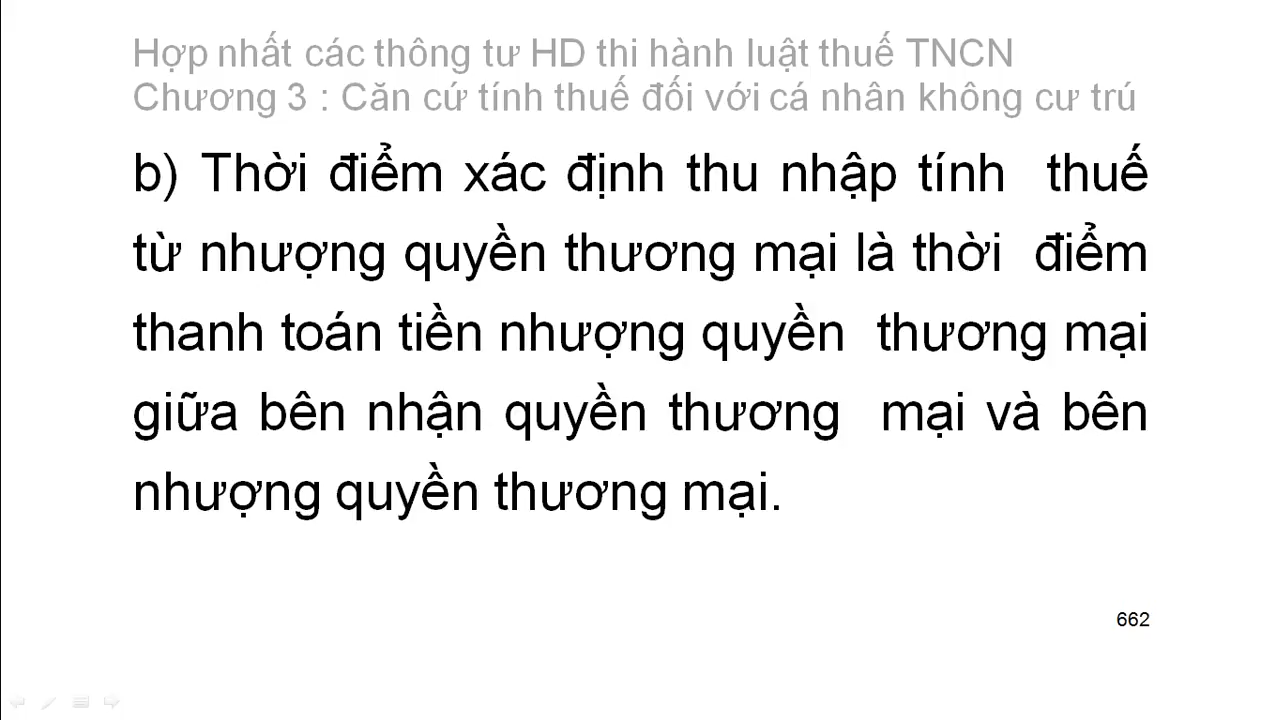 Hợp nhất các thông tư HD thi hành luật thuế TNCN
Chương 3 : Căn cứ tính thuế đối với cá nhân không cư trú
b) Thời điểm xác định thu nhập tính thuế
từ nhượng quyền thương mại là thời điểm
thanh toán tiền nhượng quyền thương mại
giữa bên nhận quyền thương mại và bên
nhượng quyền thương mại.
662